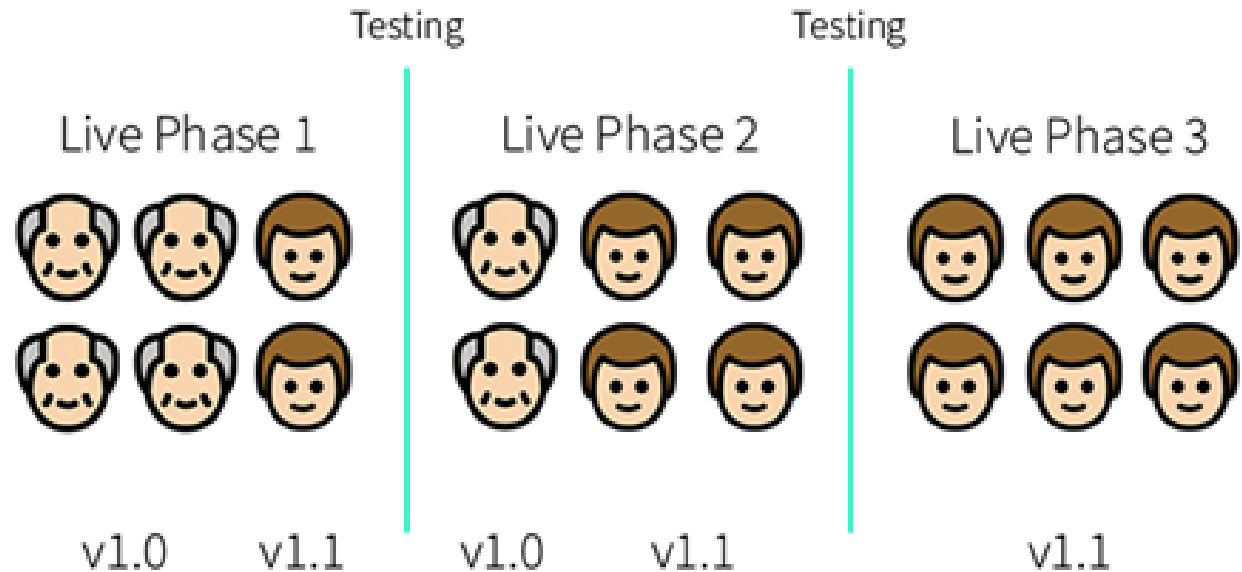 Testing
Testing
Live Phase 1
Live Phase 2
Live Phase 3
v1.0
v1.1
v1.0
v1.1
v1.1